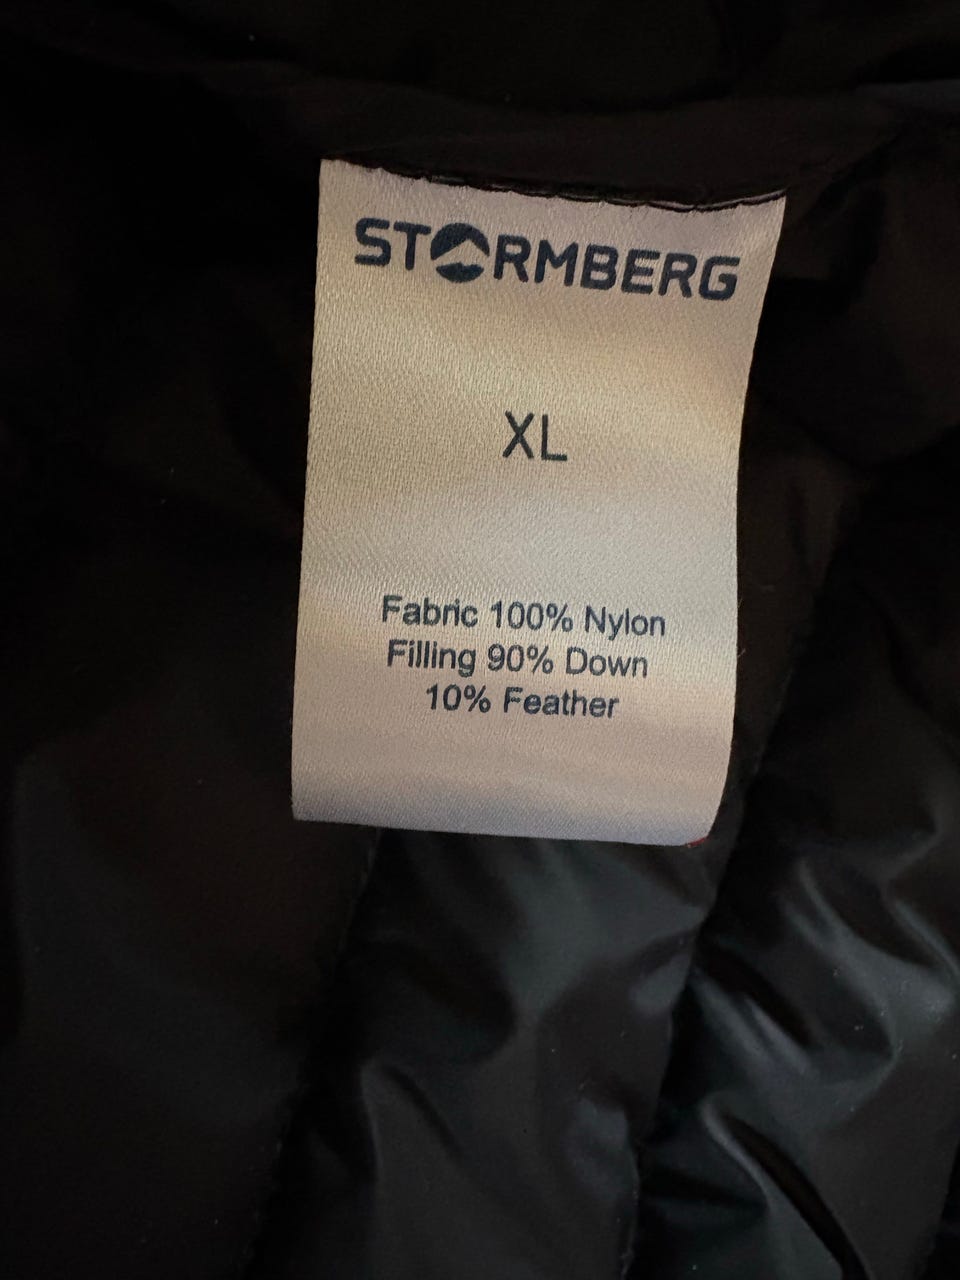 STORMBERG
XL
Fabric 100% Nylon
Filling 90% Down
10% Feather